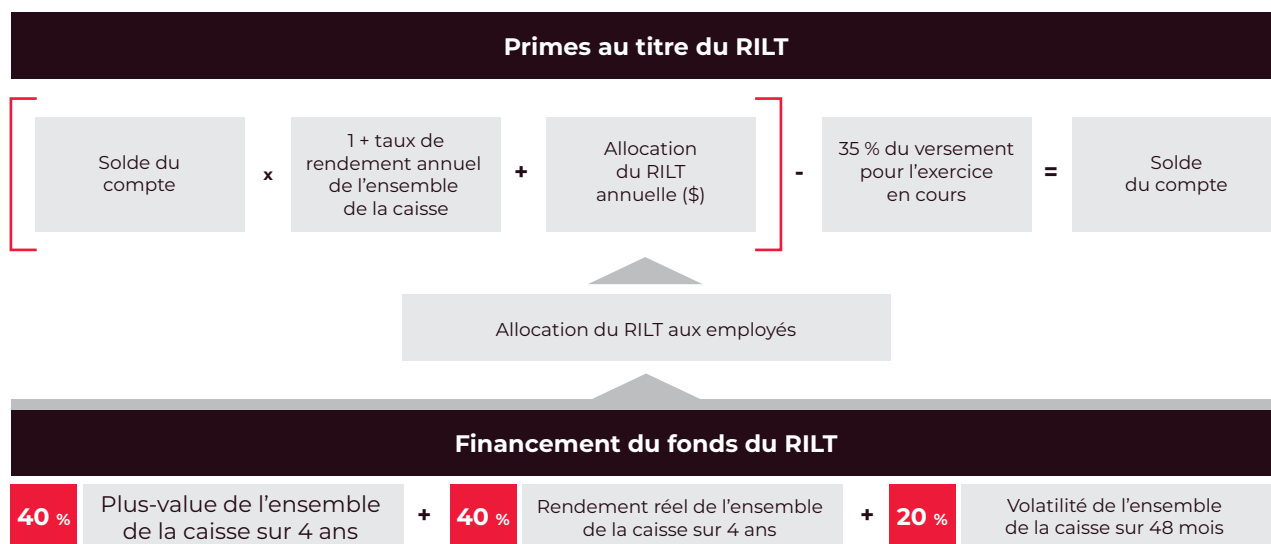 Primes au titre du RILT
Solde du
compte
x
1 + taux de
rendement annuel
de l'ensemble
de la caisse
+
Allocation
du RILT
annuelle ($)
-
35 % du versement
pour l'exercice
en cours
=
Solde
du compte
Allocation du RILT aux employés
Financement du fonds du RILT
40 %
Plus-value de l'ensemble
de la caisse sur 4 ans
+
40 %
Rendement réel de l'ensemble
de la caisse sur 4 ans
+
20 %
Volatilité de l'ensemble
de la caisse sur 48 mois